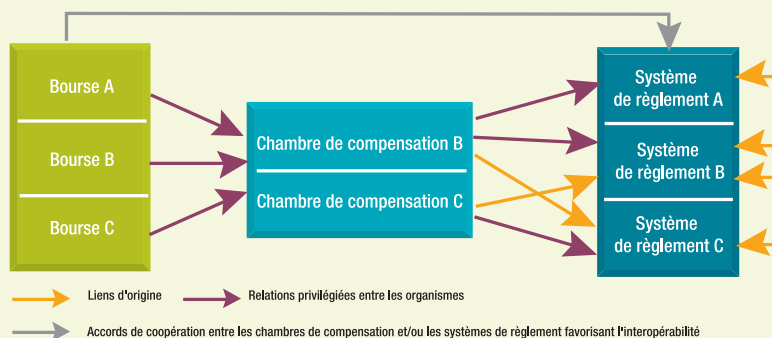 Bourse A
Bourse B
Bourse C
Chambre de compensation B
Chambre de compensation C
Système
de règlement A
Système
de règlement B
Système
de règlement C
Liens d'origine
Relations privilégiées entre les organismes
Accords de coopération entre les chambres de compensation et/ou les systèmes de règlement favorisant l'interopérabilité